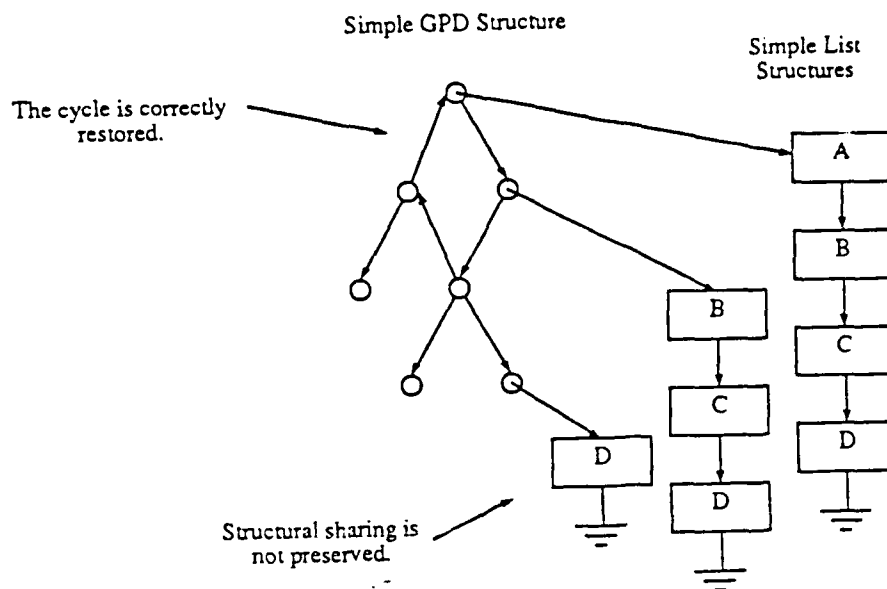 Simple GPD Structure
Simple List
Structures
The cycle is correctly
restored.
A
B
C
D
B
C
D
D
Structural sharing is
not preserved.